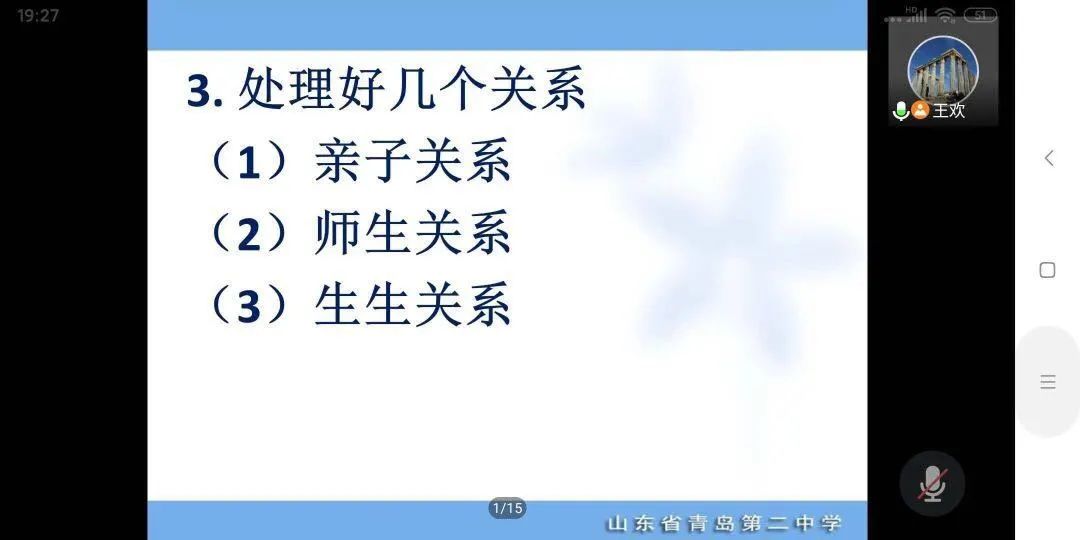 19:27
HD
51
王欢
3. 处理好几个关系
（1）亲子关系
（2）师生关系
（3）生生关系
1/15
山东省青岛第二中学